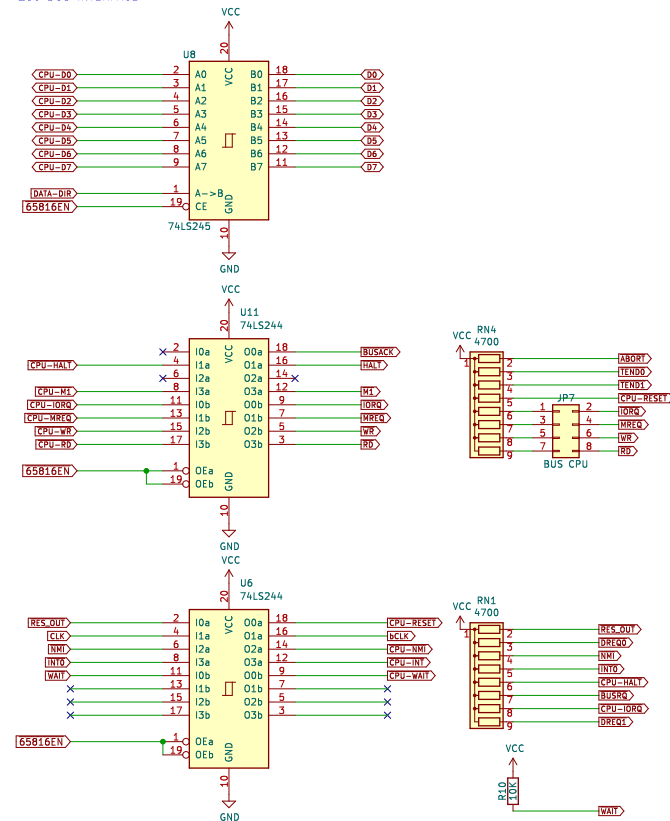 VCC
20
U8
VCC
CPU-D0 2 A0 B0 18 D0
CPU-D1 3 A1 B1 17 D1
CPU-D2 4 A2 B2 16 D2
CPU-D3 5 A3 B3 15 D3
CPU-D4 6 A4 B4 14 D4
CPU-D5 7 A5 B5 13 D5
CPU-D6 8 A6 B6 12 D6
CPU-D7 9 A7 B7 11 D7
DATA-DIR 1 A->B
65816EN 19 CE
GND
74LS245
10
GND
VCC
20
U11
74LS244
VCC
2 I0a O0a 18 BUSACK
CPU-HALT 4 I1a O1a 16 HALT
6 I2a O2a 14
CPU-M1 8 I3a O3a 12 M1
CPU-IORQ 11 I0b O0b 9 IORQ
CPU-MREQ 13 I1b O1b 7 MREQ
CPU-WR 15 I2b O2b 5 WR
CPU-RD 17 I3b O3b 3 RD
65816EN 1 OEa
19 OEb
GND
10
GND
RN4
4700
VCC
1
2 ABORT
3 TEND0
4 TEND1
5 CPU-RESET
JP7
6 1 2 IORQ
7 3 4 MREQ
8 5 6 WR
9 7 8 RD
BUS CPU
VCC
20
U6
74LS244
VCC
RES_OUT 2 I0a O0a 18 CPU-RESET
CLK 4 I1a O1a 16 bCLK
NMI 6 I2a O2a 14 CPU-NMI
INT0 8 I3a O3a 12 CPU-INT
WAIT 11 I0b O0b 9 CPU-WAIT
13 I1b O1b 7
15 I2b O2b 5
17 I3b O3b 3
65816EN 1 OEa
19 OEb
GND
10
GND
RN1
4700
VCC
1
2 RES_OUT
3 DREQ0
4 NMI
5 INT0
6 CPU-HALT
7 BUSRQ
8 CPU-IORQ
9 DREQ1
VCC
R10
10K
WAIT